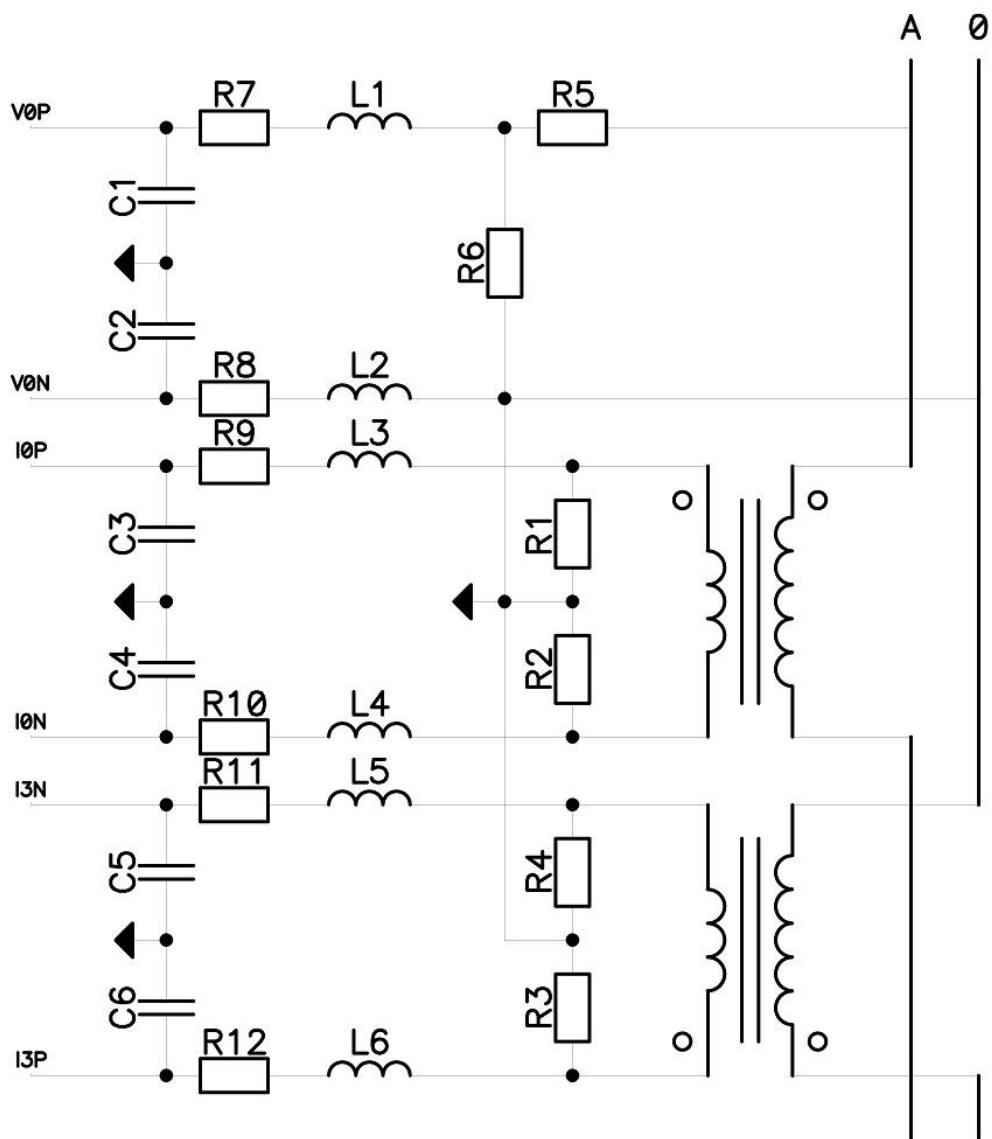 A 0
R7 L1 R5
V0P
C1
R6
C2
R8 L2
V0N
R9 L3
I0P
C3
R1
C4
R2
R10 L4
I0N
R11 L5
I3N
C5
R4
C6
R3
R12 L6
I3P